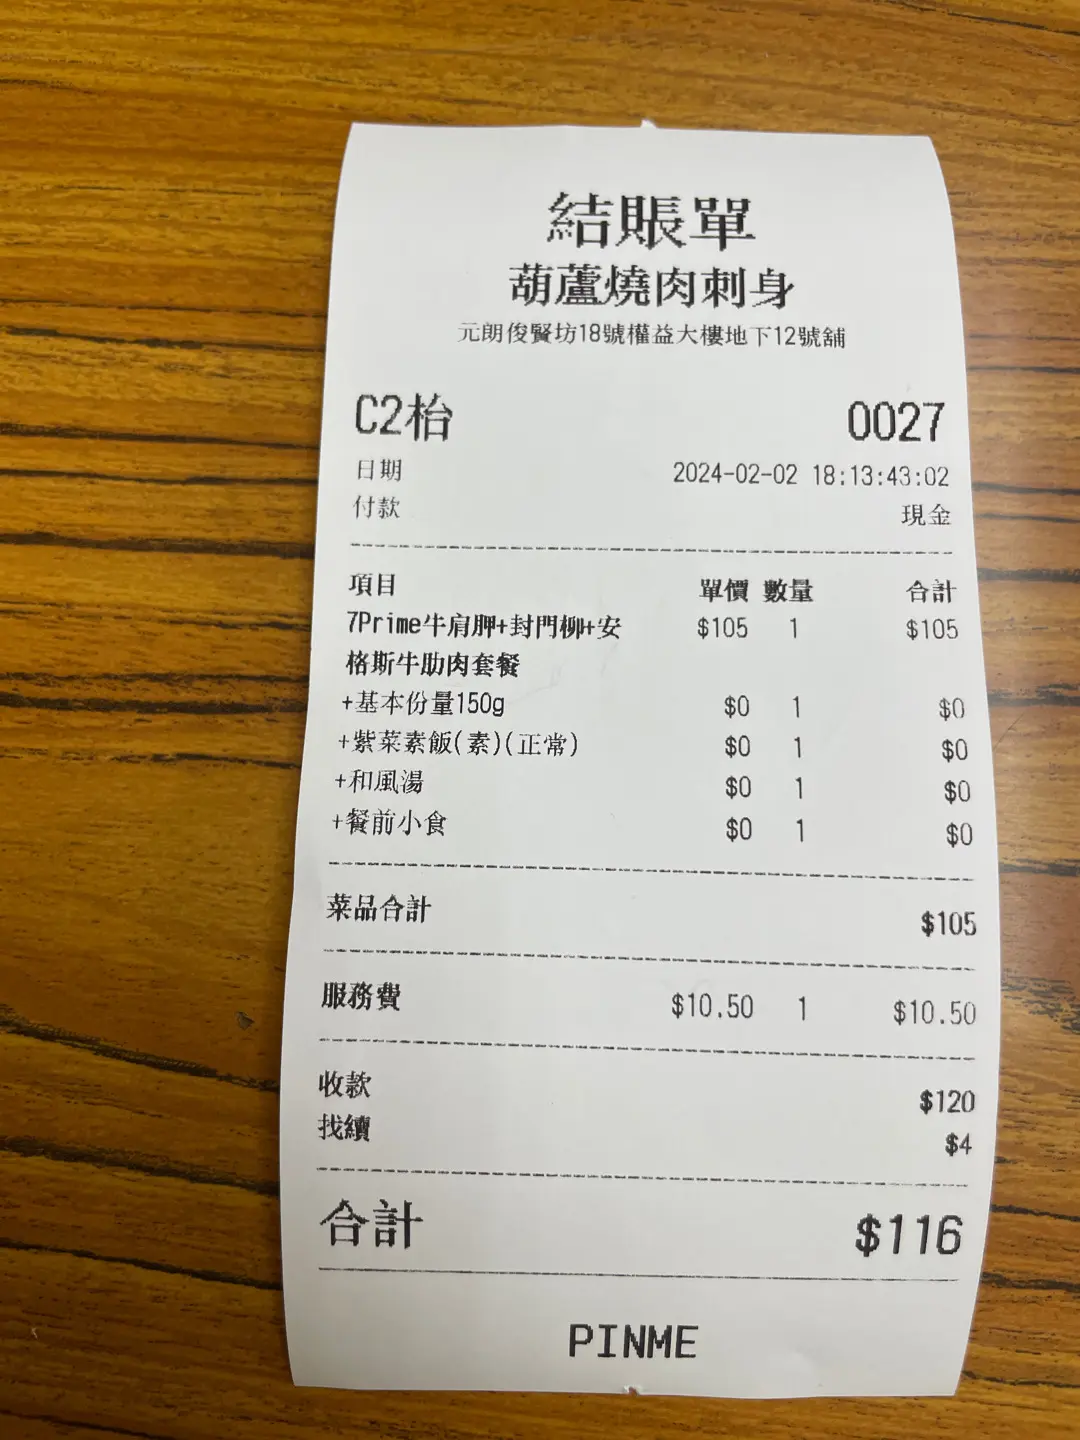 結賬單
葫蘆燒肉刺身
元朗俊賢坊18號權益大樓地下12號舖
C2枱 0027
日期 2024-02-02 18:13:43:02
付款 現金
項目 單價 數量 合計
7Prime牛肩胛+封門柳+安 $105 1 $105
格斯牛肋肉套餐
+基本份量150g $0 1 $0
+紫菜素飯(素)(正常) $0 1 $0
+和風湯 $0 1 $0
+餐前小食 $0 1 $0
菜品合計 $105
服務費 $10.50 1 $10.50
收款 $120
找續 $4
合計 $116
PINME